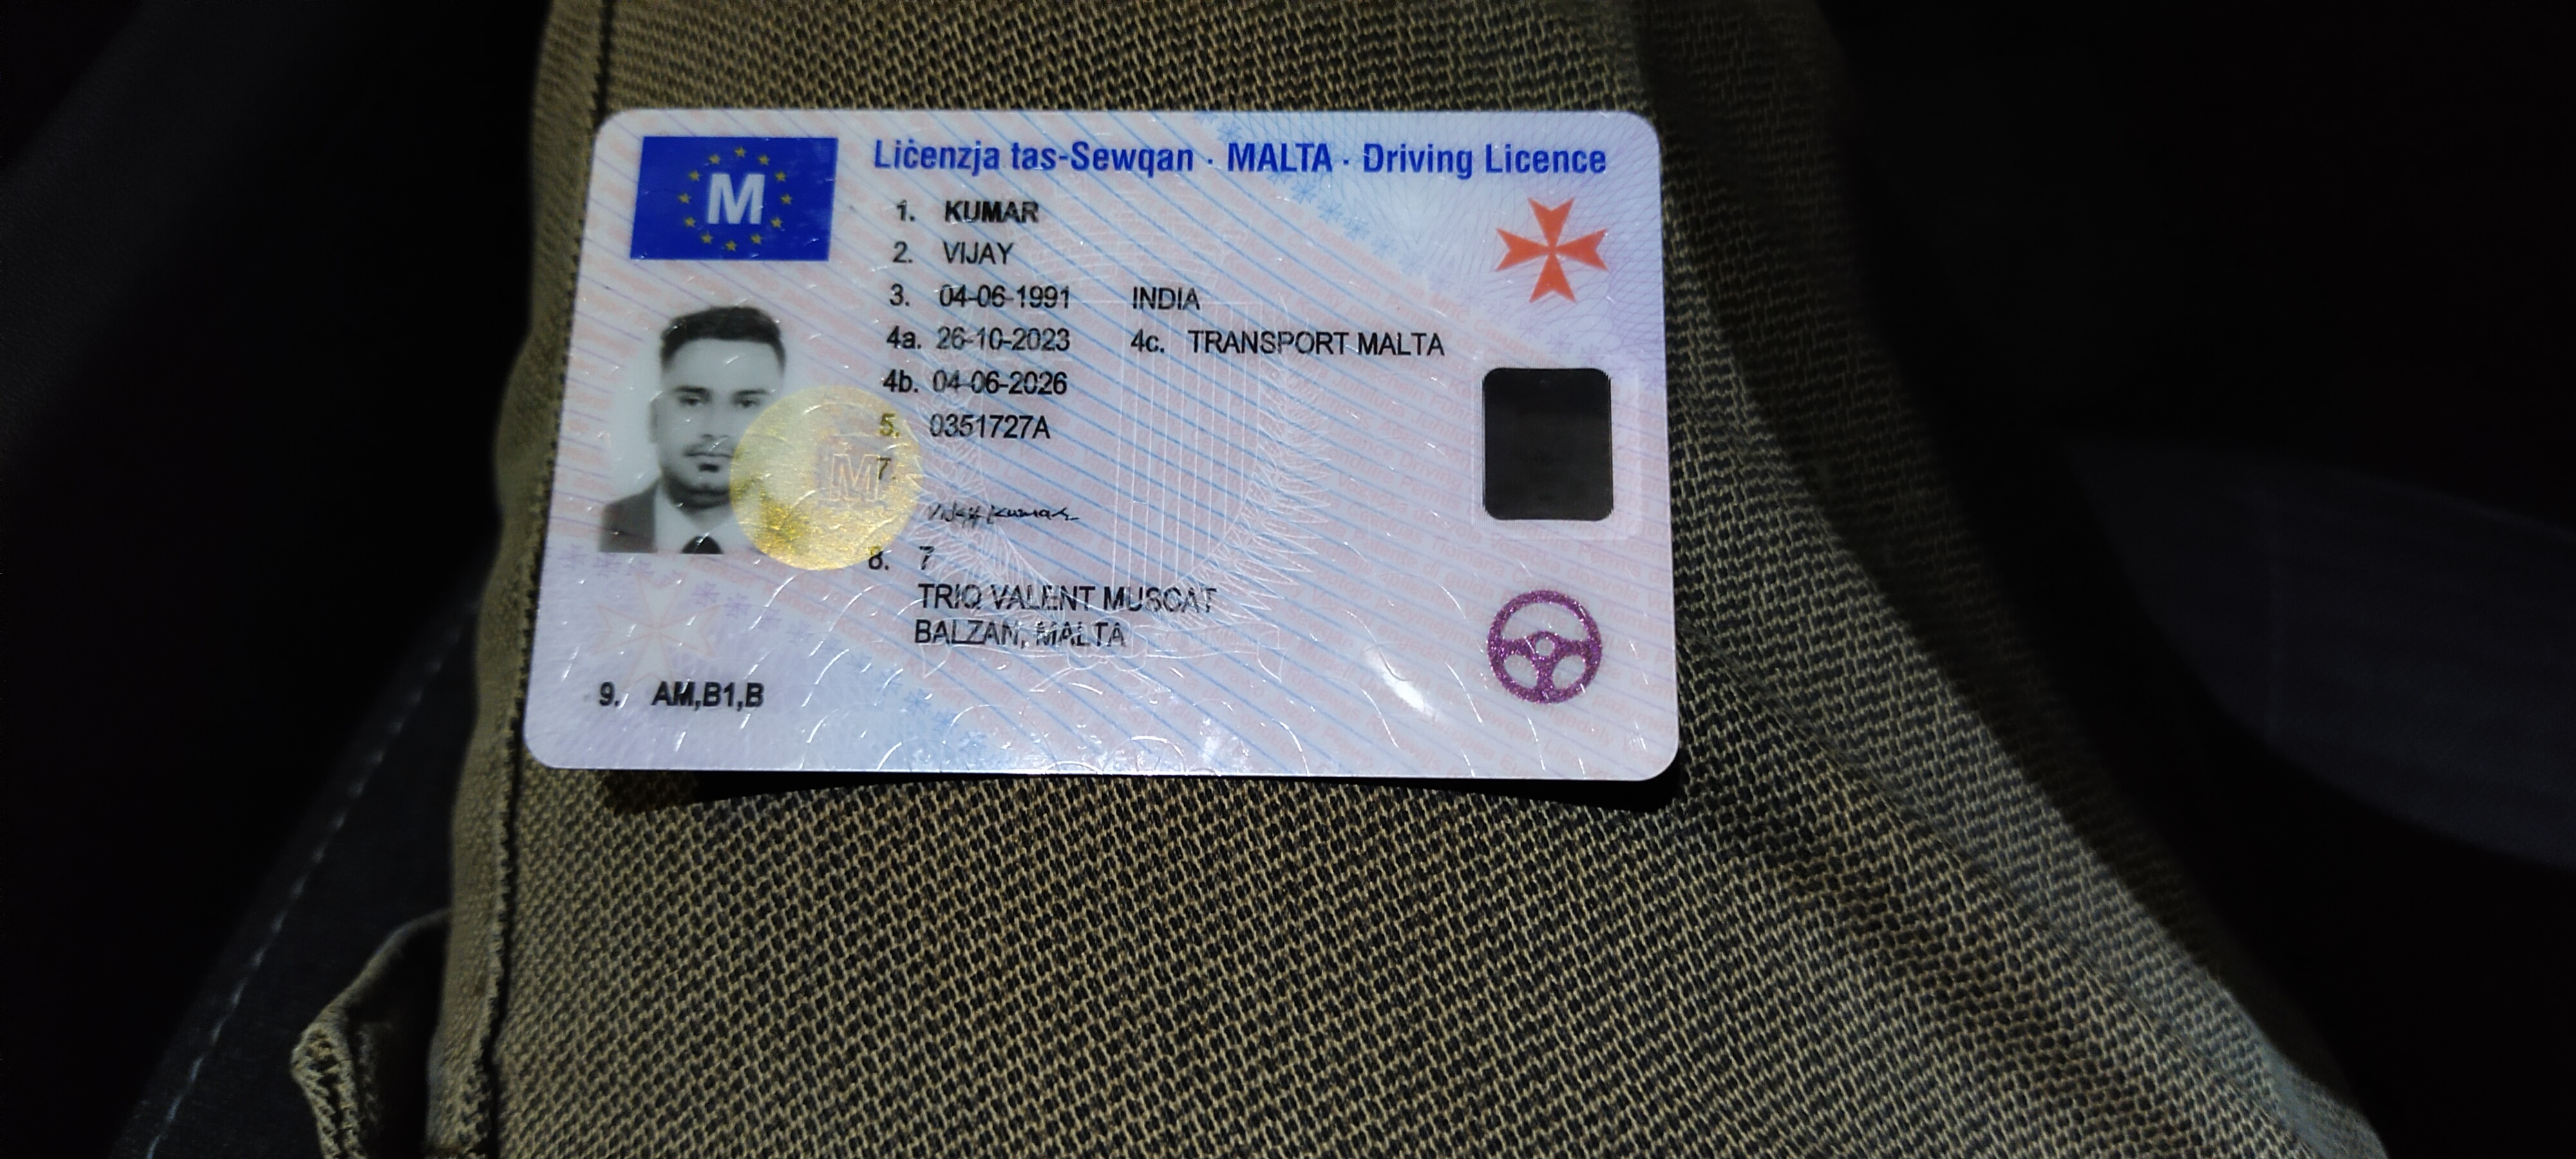 M
Liċenzja tas-Sewqan · MALTA · Driving Licence
1. KUMAR
2. VIJAY
3. 04-06-1991 INDIA
4a. 26-10-2023 4c. TRANSPORT MALTA
4b. 04-06-2026
5. 0351727A
M
7.
Vijay Kumar
8. 7
TRIQ VALENT MUSCAT
BALZAN, MALTA
9. AM,B1,B